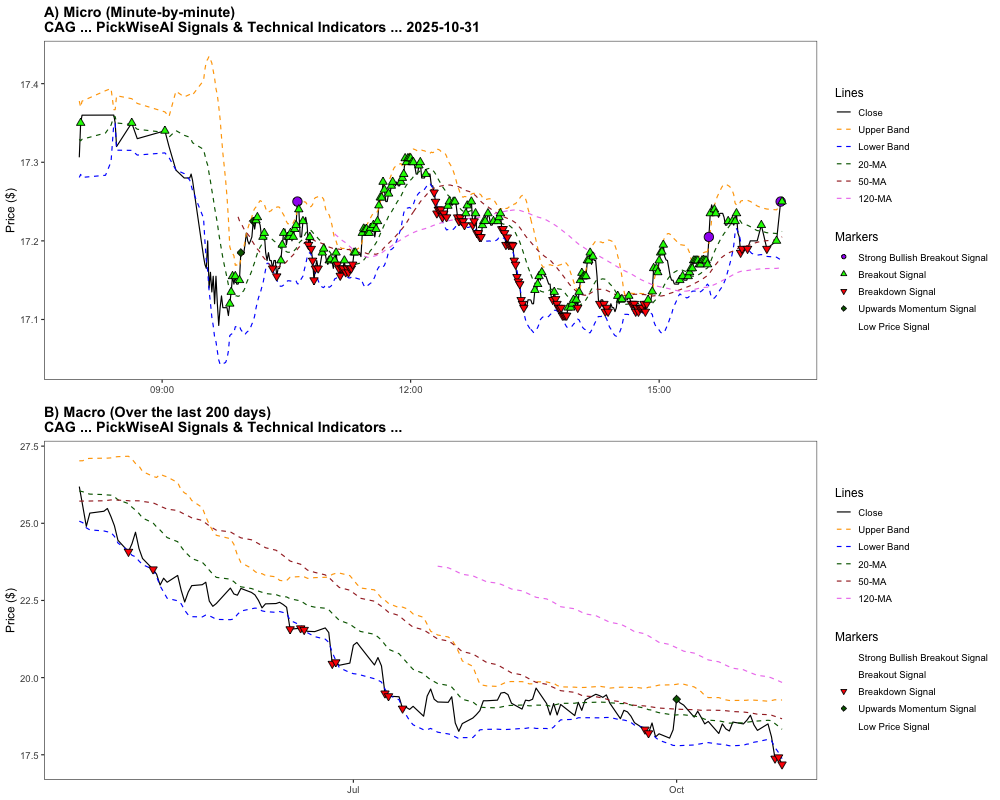 A) Micro (Minute-by-minute)
CAG ... PickWiseAI Signals & Technical Indicators ... 2025-10-31
Price ($)
17.4
17.3
17.2
17.1
09:00
12:00
15:00
Lines
Close
Upper Band
Lower Band
20-MA
50-MA
120-MA
Markers
Strong Bullish Breakout Signal
Breakout Signal
Breakdown Signal
Upwards Momentum Signal
Low Price Signal
B) Macro (Over the last 200 days)
CAG ... PickWiseAI Signals & Technical Indicators ...
Price ($)
27.5
25.0
22.5
20.0
17.5
Jul
Oct
Lines
Close
Upper Band
Lower Band
20-MA
50-MA
120-MA
Markers
Strong Bullish Breakout Signal
Breakout Signal
Breakdown Signal
Upwards Momentum Signal
Low Price Signal